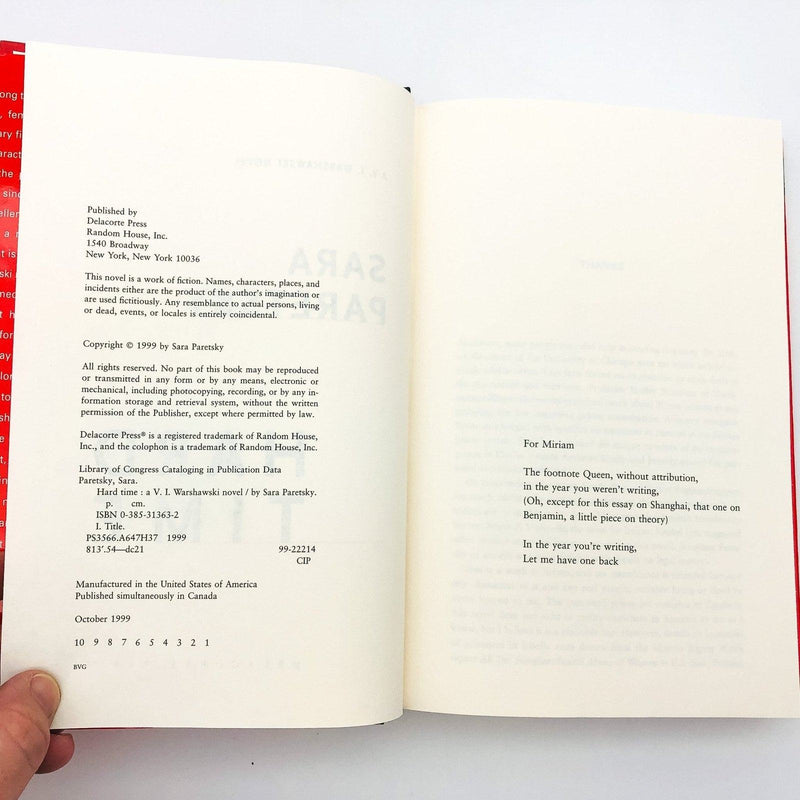 Published by
Delacorte Press
Random House, Inc.
1540 Broadway
New York, New York 10036
This novel is a work of fiction. Names, characters, places, and
incidents either are the product of the author's imagination or
are used fictitiously. Any resemblance to actual persons, living
or dead, events, or locales is entirely coincidental.
Copyright © 1999 by Sara Paretsky
All rights reserved. No part of this book may be reproduced
or transmitted in any form or by any means, electronic or
mechanical, including photocopying, recording, or by any in-
formation storage and retrieval system, without the written
permission of the Publisher, except where permitted by law.
Delacorte Press® is a registered trademark of Random House,
Inc., and the colophon is a trademark of Random House, Inc.
Library of Congress Cataloging in Publication Data
Paretsky, Sara.
Hard time : a V. I. Warshawski novel / by Sara Paretsky.
p. cm.
ISBN 0-385-31363-2
I. Title.
PS3566.A647H37 1999
813'.54—dc21 99-22214
CIP
Manufactured in the United States of America
Published simultaneously in Canada
October 1999
10 9 8 7 6 5 4 3 2 1
BVG
For Miriam
The footnote Queen, without attribution,
in the year you weren't writing,
(Oh, except for this essay on Shanghai, that one on
Benjamin, a little piece on theory)
In the year you're writing,
Let me have one back